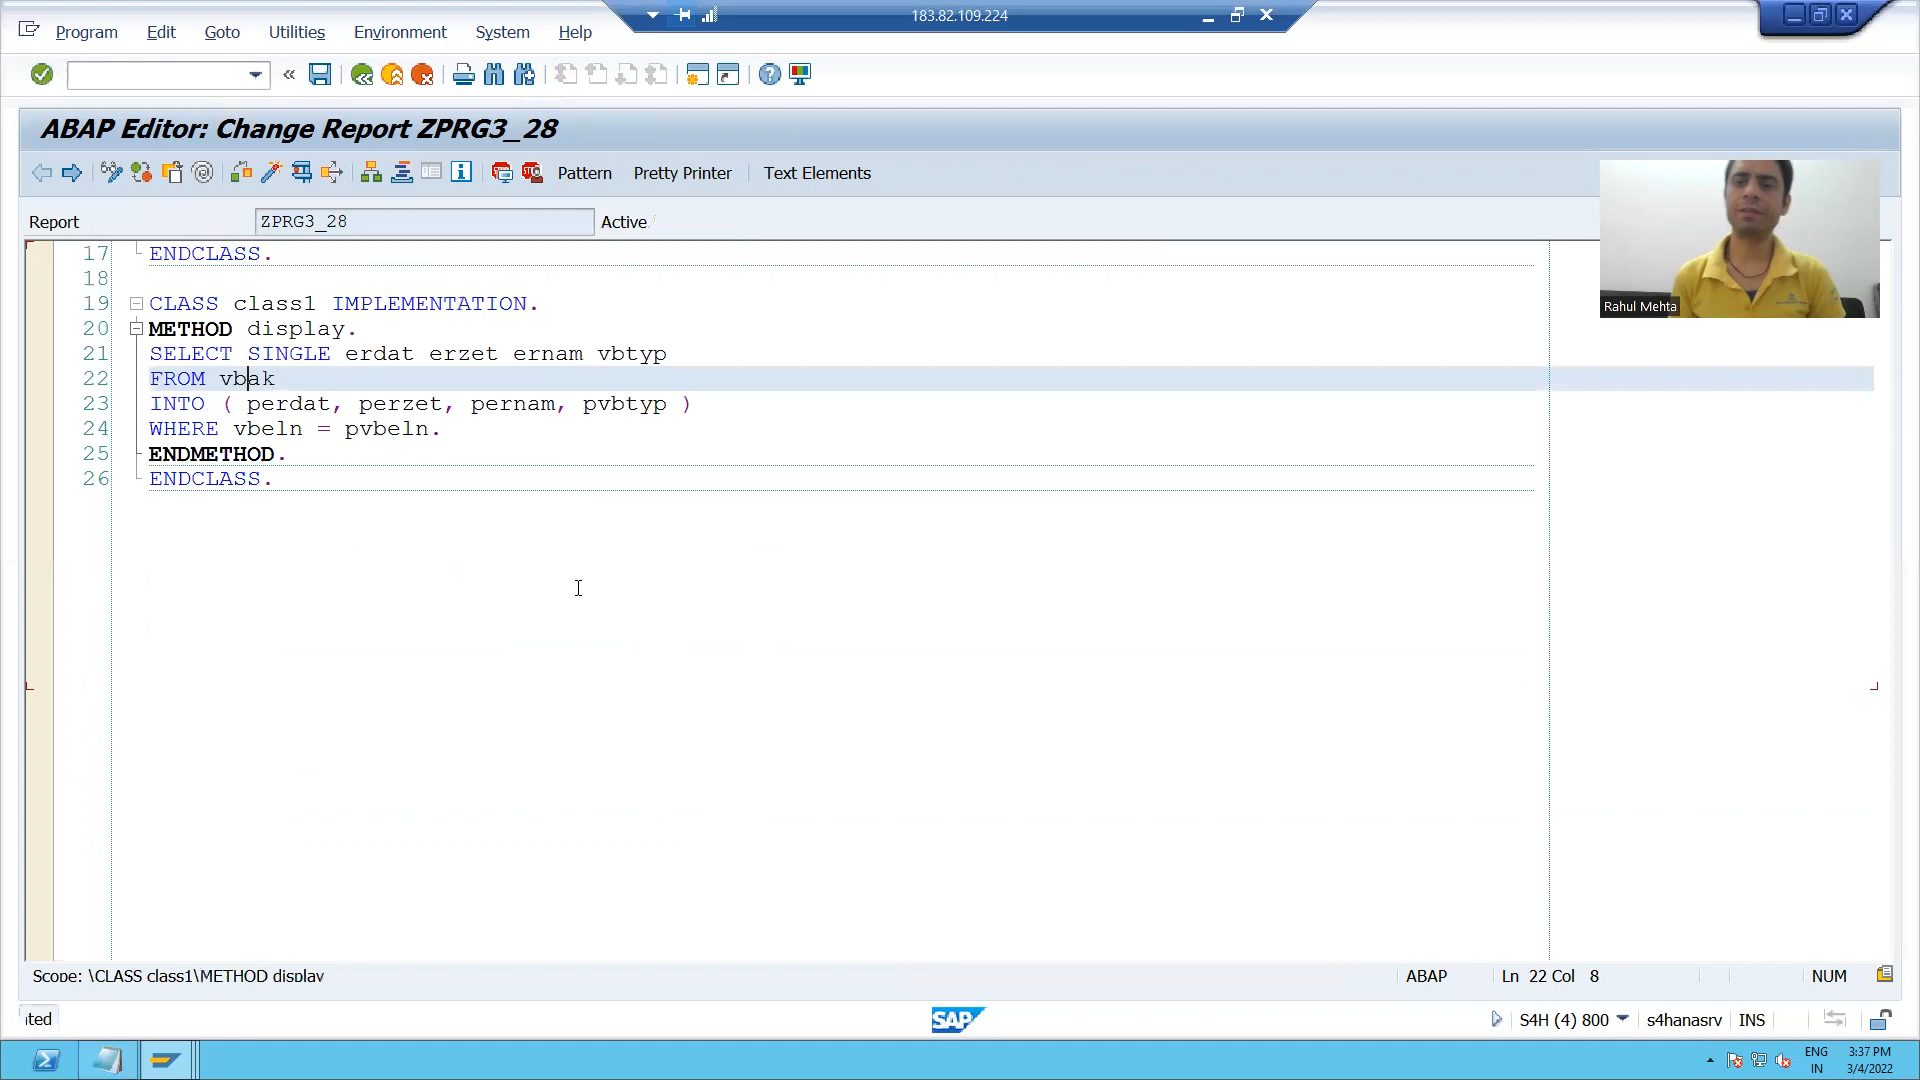 183.82.109.224
Program Edit Goto Utilities Environment System Help
ABAP Editor: Change Report ZPRG3_28
Pattern Pretty Printer Text Elements
Report ZPRG3_28 Active
Rahul Mehta
17 ENDCLASS.
18
19 CLASS class1 IMPLEMENTATION.
20 METHOD display.
21 SELECT SINGLE erdat erzet ernam vbtyp
22 FROM vbak
23 INTO ( perdat, perzet, pernam, pvbtyp )
24 WHERE vbeln = pvbeln.
25 ENDMETHOD.
26 ENDCLASS.
Scope: \CLASS class1\METHOD display ABAP Ln 22 Col 8 NUM
SAP S4H (4) 800 s4hanasrv INS
ENG 3:37 PM
IN 3/4/2022